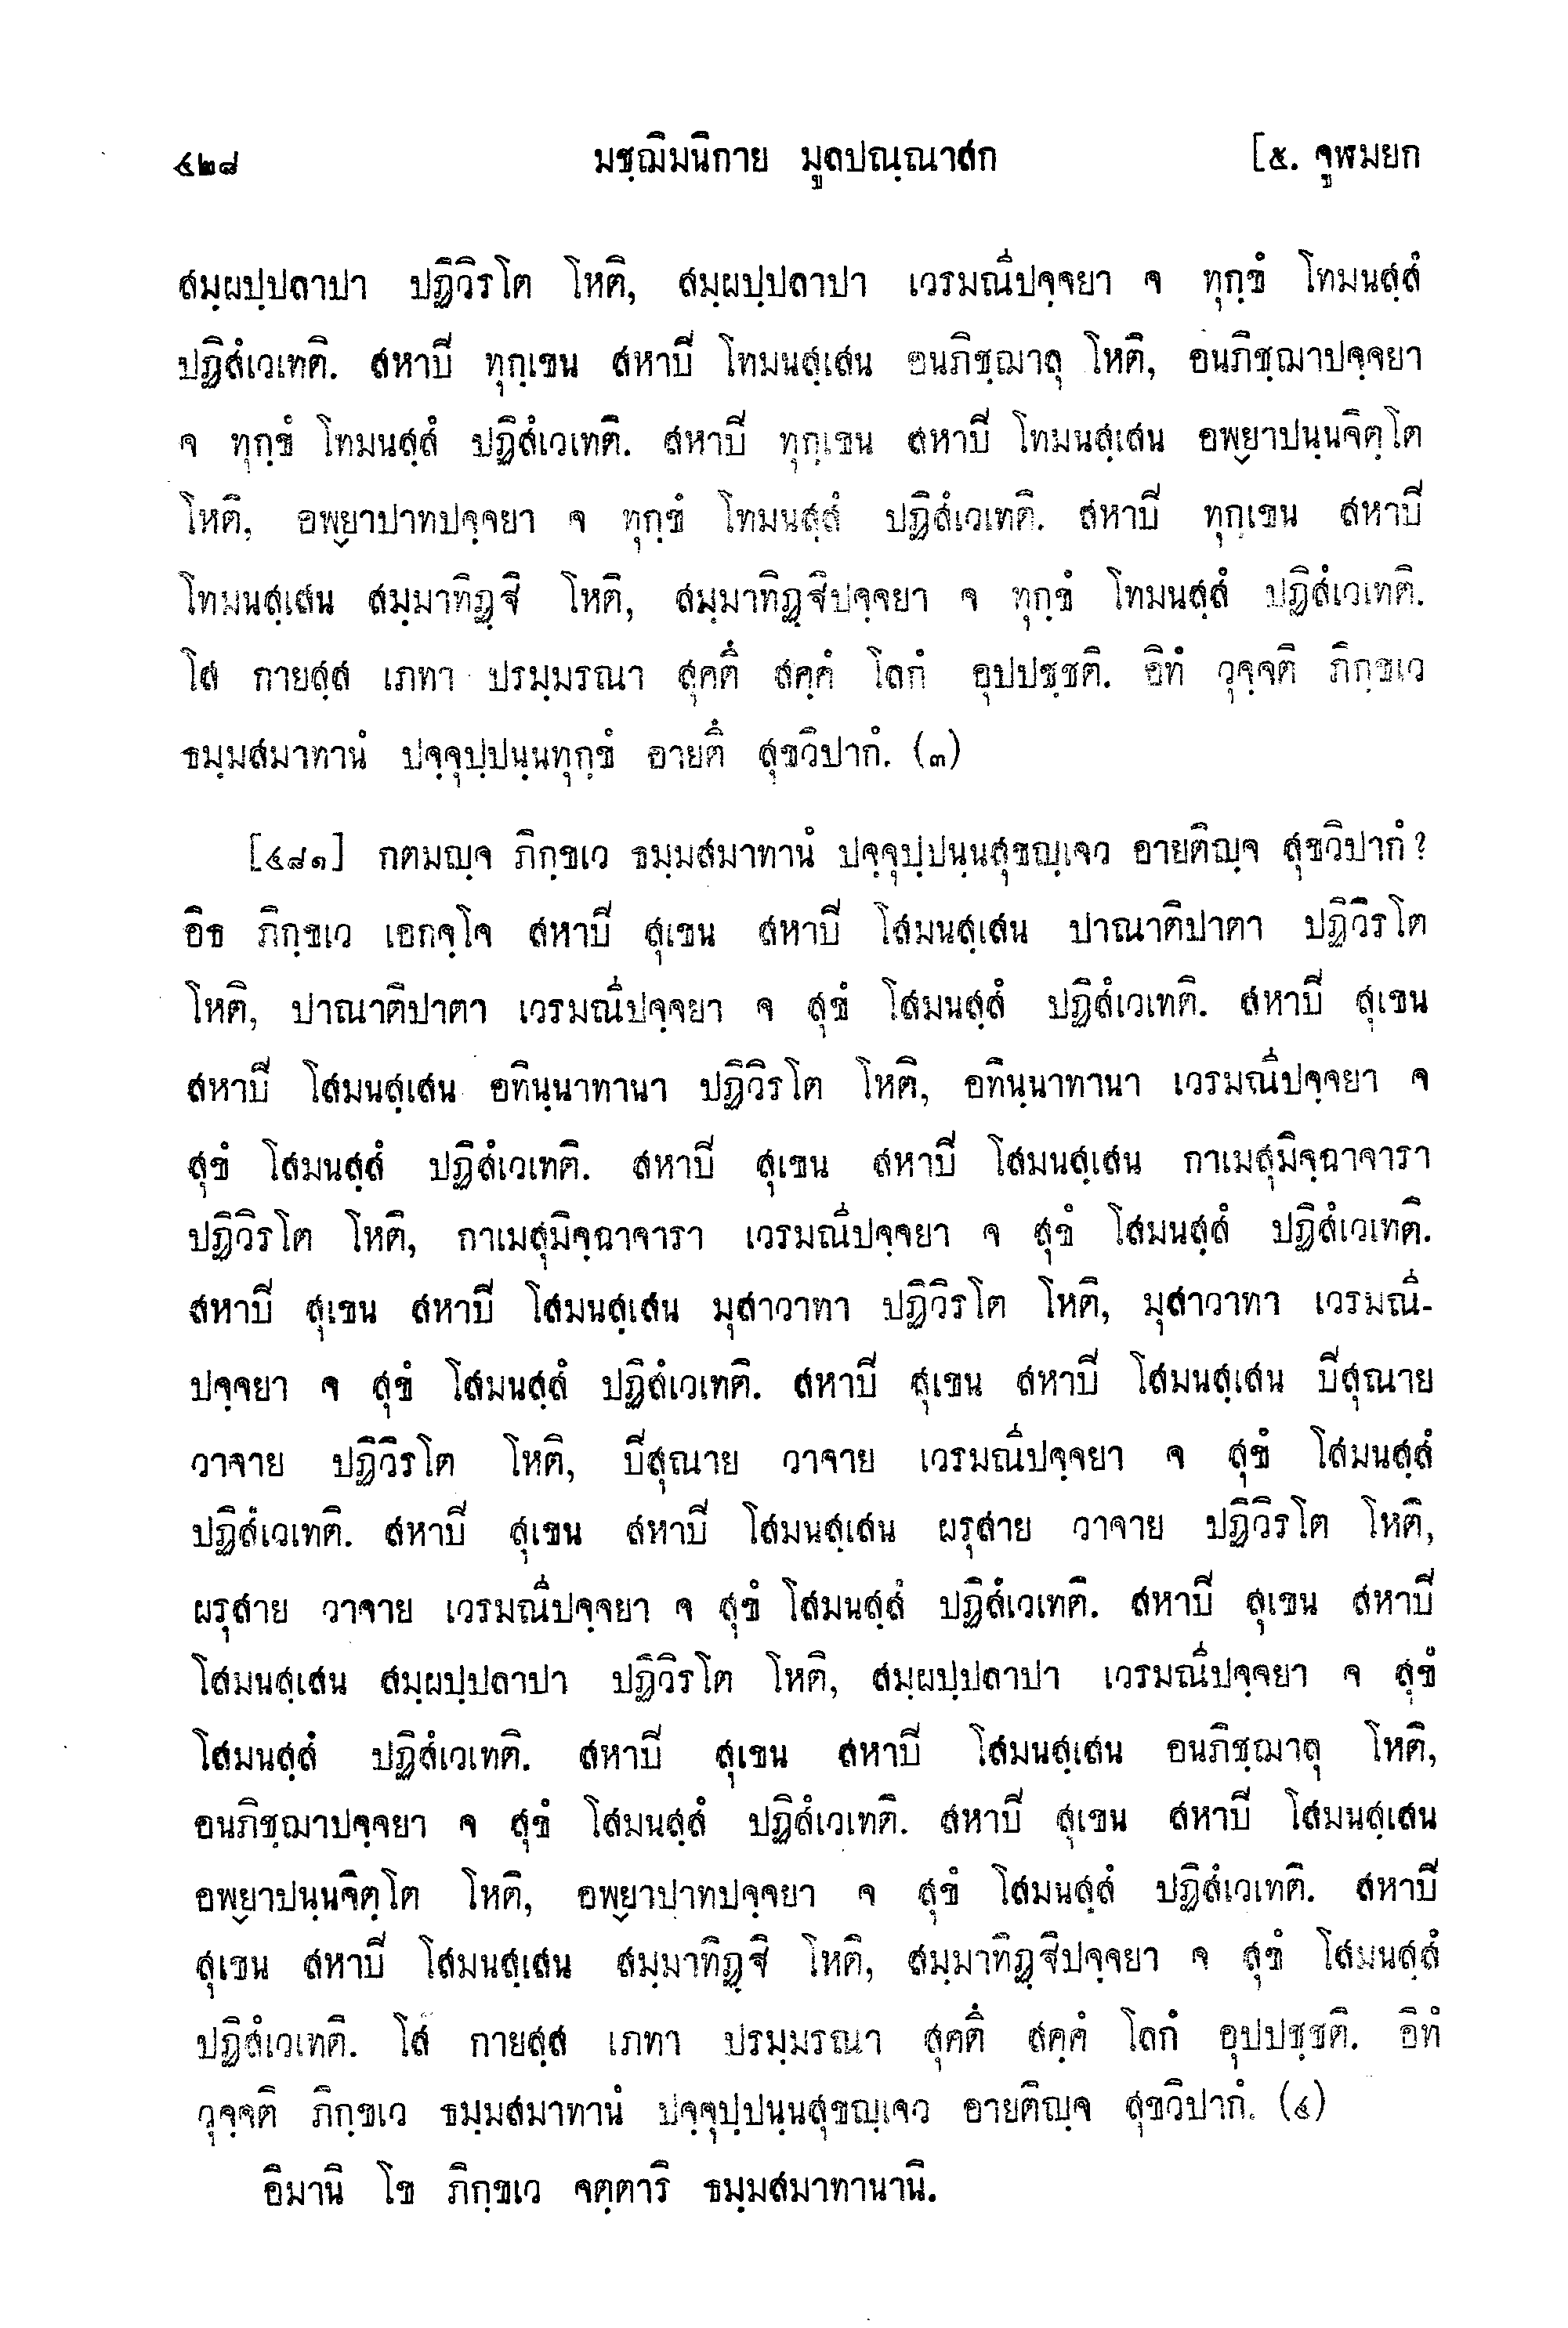 ๔๒๘ มชฺฌิมนิกาย มูลปณฺณาสก [๕. จูฬมยก
สมฺผปฺปลาปา ปฏิวิรโต โหติ, สมฺผปฺปลาปา เวรมณิํปจฺจยา จ ทุกฺขํ โทมนสฺสํ
ปฏิสํเวเทติ. สหาปิ ทุกฺเขน สหาปิ โทมนสฺเสน อนภิชฺฌาลุ โหติ, อนภิชฺฌาปจฺจยา
จ ทุกฺขํ โทมนสฺสํ ปฏิสํเวเทติ. สหาปิ ทุกฺเขน สหาปิ โทมนสฺเสน อพฺยาปนฺนจิตฺโต
โหติ, อพฺยาปาทปจฺจยา จ ทุกฺขํ โทมนสฺสํ ปฏิสํเวเทติ. สหาปิ ทุกฺเขน สหาปิ
โทมนสฺเสน สมฺมาทิฏฺฐิ โหติ, สมฺมาทิฏฺฐิปจฺจยา จ ทุกฺขํ โทมนสฺสํ ปฏิสํเวเทติ.
โส กายสฺส เภทา ปรมฺมรณา สุคติํ สคฺคํ โลกํ อุปปชฺชติ. อิทํ วุจฺจติ ภิกฺขเว
ธมฺมสมาทานํ ปจฺจุปฺปนฺนทุกฺขํ อายติํ สุขวิปากํ. (๓)
[๔๘๑] กตมญฺจ ภิกฺขเว ธมฺมสมาทานํ ปจฺจุปฺปนฺนสุขญฺเจว อายติญฺจ สุขวิปากํ?
อิธ ภิกฺขเว เอกจฺโจ สหาปิ สุเขน สหาปิ โสมนสฺเสน ปาณาติปาตา ปฏิวิรโต
โหติ, ปาณาติปาตา เวรมณิํปจฺจยา จ สุขํ โสมนสฺสํ ปฏิสํเวเทติ. สหาปิ สุเขน
สหาปิ โสมนสฺเสน อทินฺนาทานา ปฏิวิรโต โหติ, อทินฺนาทานา เวรมณิํปจฺจยา จ
สุขํ โสมนสฺสํ ปฏิสํเวเทติ. สหาปิ สุเขน สหาปิ โสมนสฺเสน กาเมสุมิจฺฉาจารา
ปฏิวิรโต โหติ, กาเมสุมิจฺฉาจารา เวรมณิํปจฺจยา จ สุขํ โสมนสฺสํ ปฏิสํเวเทติ.
สหาปิ สุเขน สหาปิ โสมนสฺเสน มุสาวาทา ปฏิวิรโต โหติ, มุสาวาทา เวรมณิํ-
ปจฺจยา จ สุขํ โสมนสฺสํ ปฏิสํเวเทติ. สหาปิ สุเขน สหาปิ โสมนสฺเสน ปิสุณาย
วาจาย ปฏิวิรโต โหติ, ปิสุณาย วาจาย เวรมณิํปจฺจยา จ สุขํ โสมนสฺสํ
ปฏิสํเวเทติ. สหาปิ สุเขน สหาปิ โสมนสฺเสน ผรุสาย วาจาย ปฏิวิรโต โหติ,
ผรุสาย วาจาย เวรมณิํปจฺจยา จ สุขํ โสมนสฺสํ ปฏิสํเวเทติ. สหาปิ สุเขน สหาปิ
โสมนสฺเสน สมฺผปฺปลาปา ปฏิวิรโต โหติ, สมฺผปฺปลาปา เวรมณิํปจฺจยา จ สุขํ
โสมนสฺสํ ปฏิสํเวเทติ. สหาปิ สุเขน สหาปิ โสมนสฺเสน อนภิชฺฌาลุ โหติ,
อนภิชฺฌาปจฺจยา จ สุขํ โสมนสฺสํ ปฏิสํเวเทติ. สหาปิ สุเขน สหาปิ โสมนสฺเสน
อพฺยาปนฺนจิตฺโต โหติ, อพฺยาปาทปจฺจยา จ สุขํ โสมนสฺสํ ปฏิสํเวเทติ. สหาปิ
สุเขน สหาปิ โสมนสฺเสน สมฺมาทิฏฺฐิ โหติ, สมฺมาทิฏฺฐิปจฺจยา จ สุขํ โสมนสฺสํ
ปฏิสํเวเทติ. โส กายสฺส เภทา ปรมฺมรณา สุคติํ สคฺคํ โลกํ อุปปชฺชติ. อิทํ
วุจฺจติ ภิกฺขเว ธมฺมสมาทานํ ปจฺจุปฺปนฺนสุขญฺเจว อายติญฺจ สุขวิปากํ. (๔)
อิมานิ โข ภิกฺขเว จตฺตาริ ธมฺมสมาทานานิ.